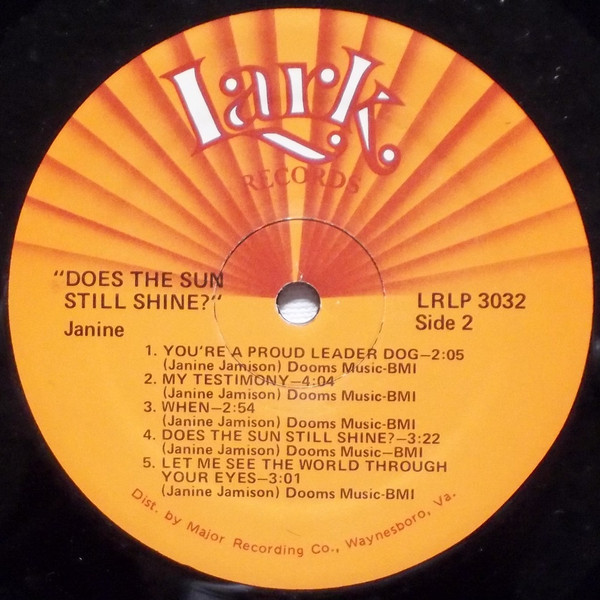 Lark
RECORDS
"DOES THE SUN
STILL SHINE?"
Janine
LRLP 3032
Side 2
1. YOU'RE A PROUD LEADER DOG—2:05
(Janine Jamison) Dooms Music-BMI
2. MY TESTIMONY—4:04
(Janine Jamison) Dooms Music-BMI
3. WHEN—2:54
(Janine Jamison) Dooms Music-BMI
4. DOES THE SUN STILL SHINE?—3:22
(Janine Jamison) Dooms Music—BMI
5. LET ME SEE THE WORLD THROUGH
YOUR EYES—3:01
(Janine Jamison) Dooms Music-BMI
Dist. by Major Recording Co., Waynesboro, Va.